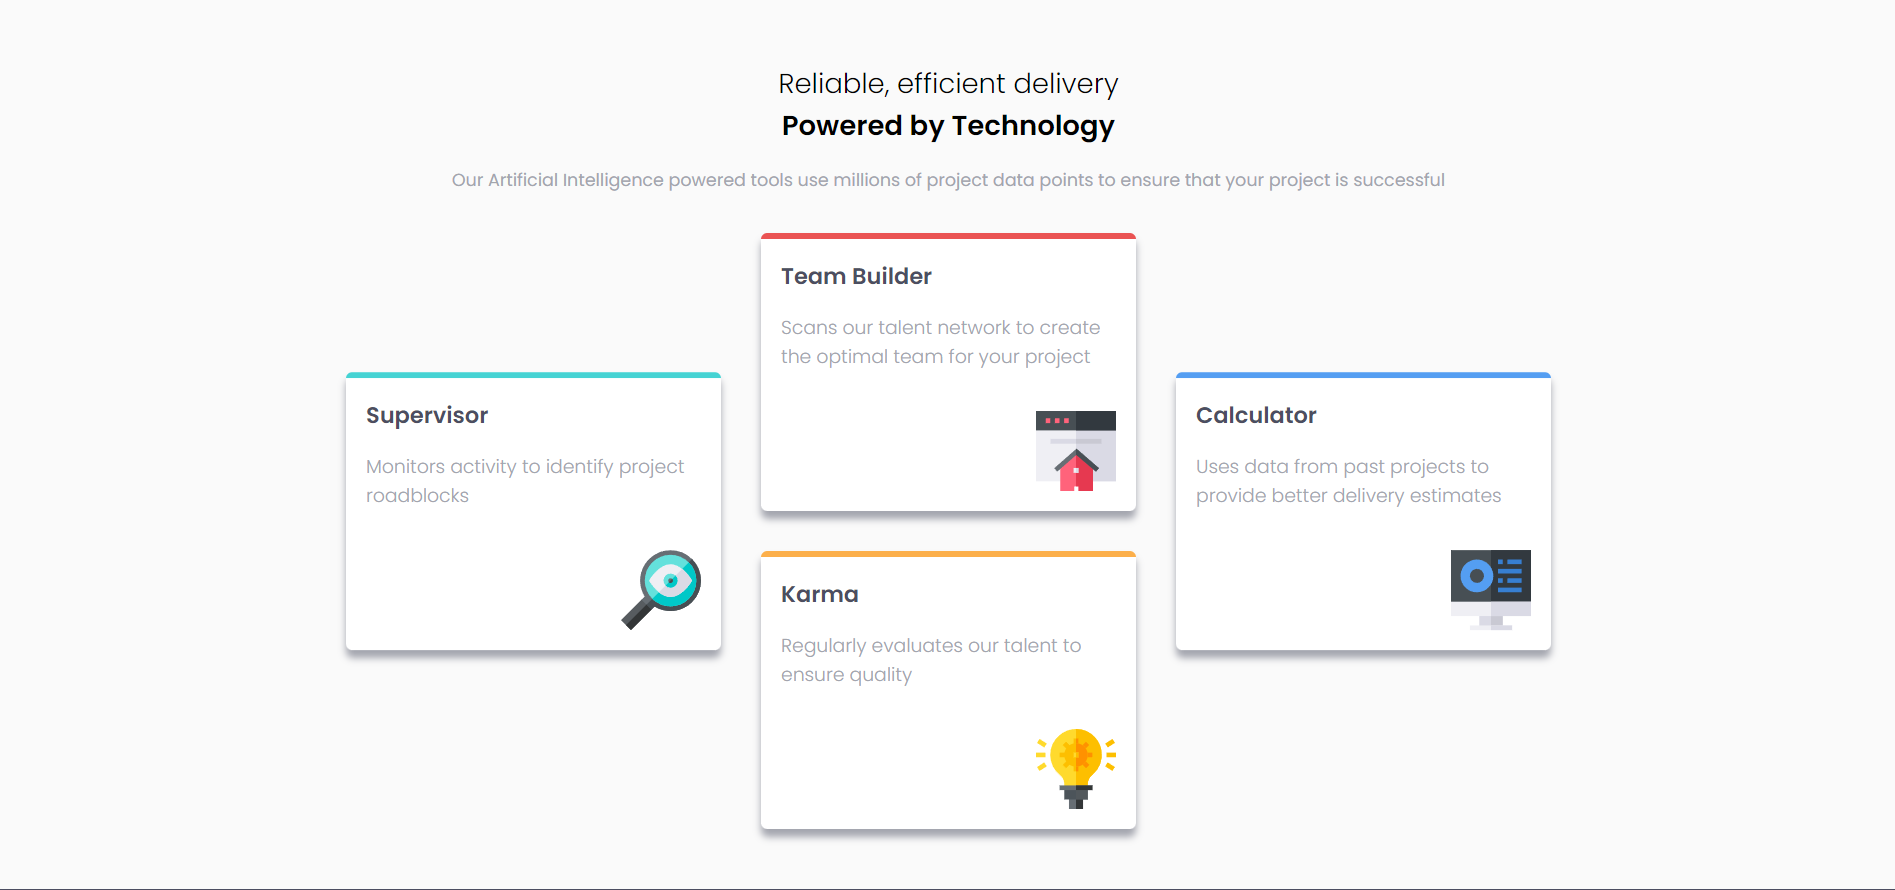 Reliable, efficient delivery
Powered by Technology
Our Artificial Intelligence powered tools use millions of project data points to ensure that your project is successful
Supervisor
Monitors activity to identify project
roadblocks
Team Builder
Scans our talent network to create
the optimal team for your project
Karma
Regularly evaluates our talent to
ensure quality
Calculator
Uses data from past projects to
provide better delivery estimates